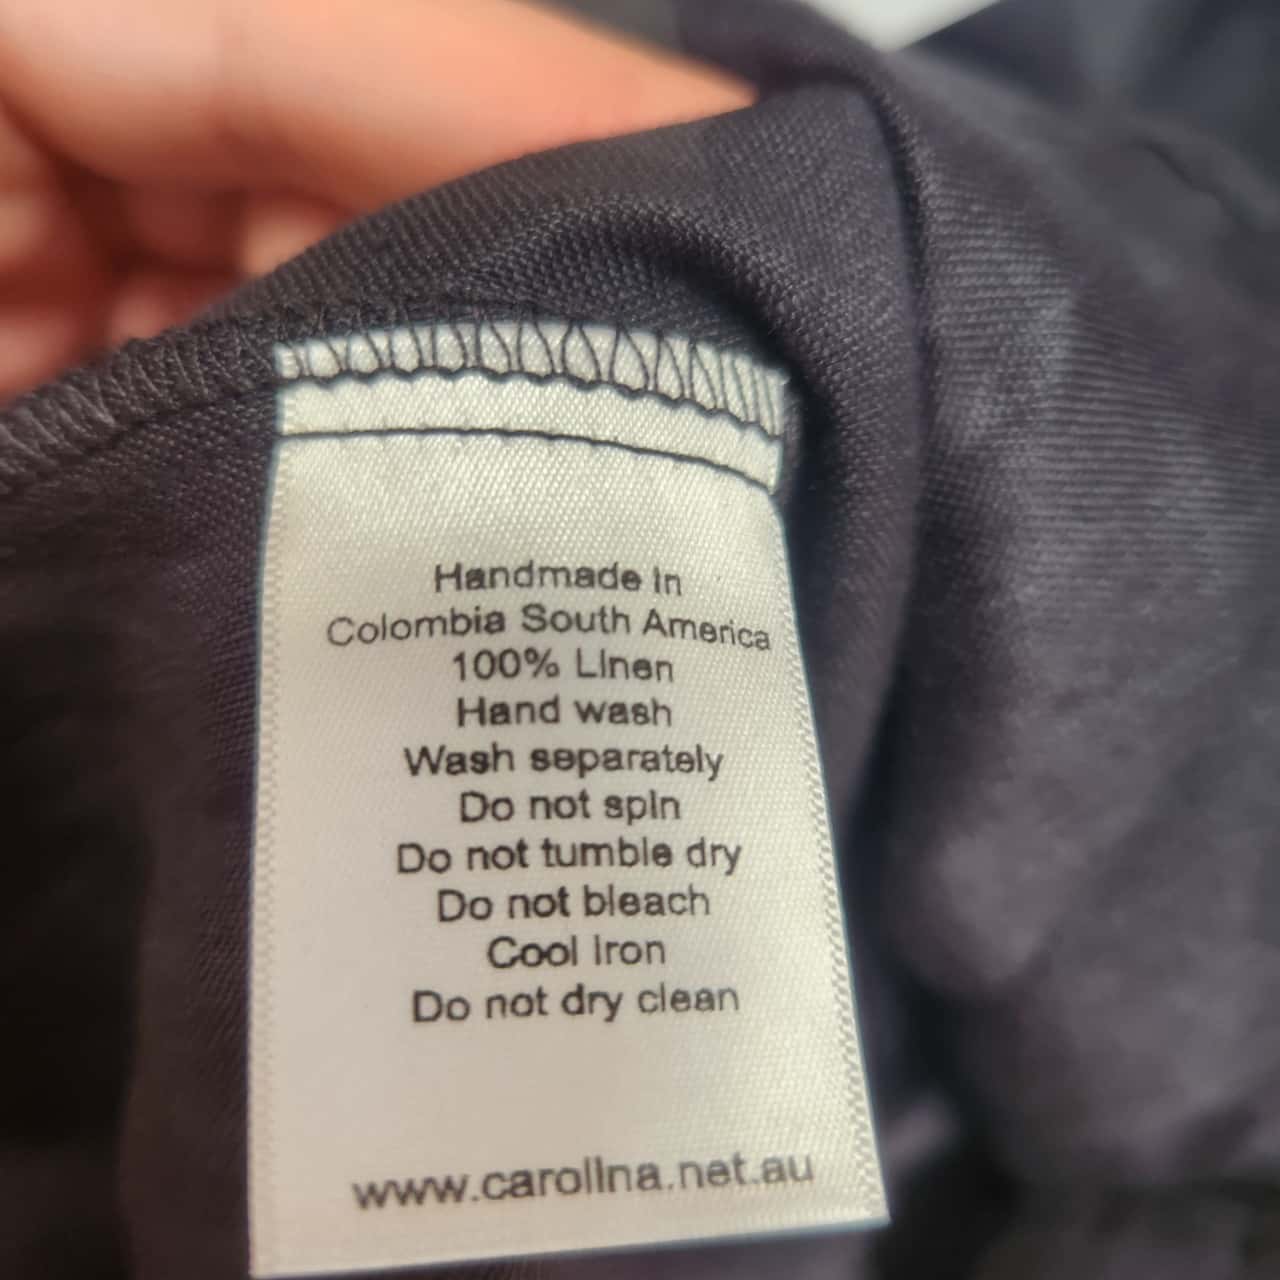 Handmade in
Colombia South America
100% Linen
Hand wash
Wash separately
Do not spin
Do not tumble dry
Do not bleach
Cool iron
Do not dry clean
www.carolina.net.au